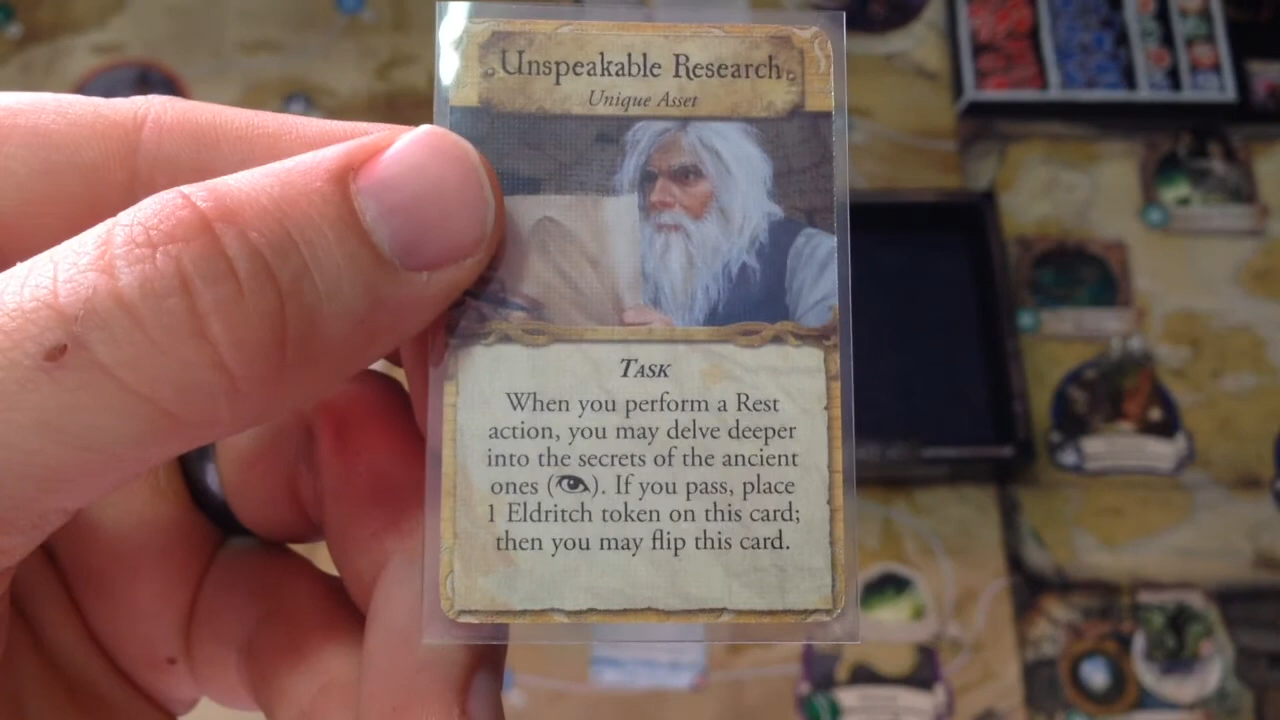 Unspeakable Research
Unique Asset
Task
When you perform a Rest
action, you may delve deeper
into the secrets of the ancient
ones (). If you pass, place
1 Eldritch token on this card;
then you may flip this card.